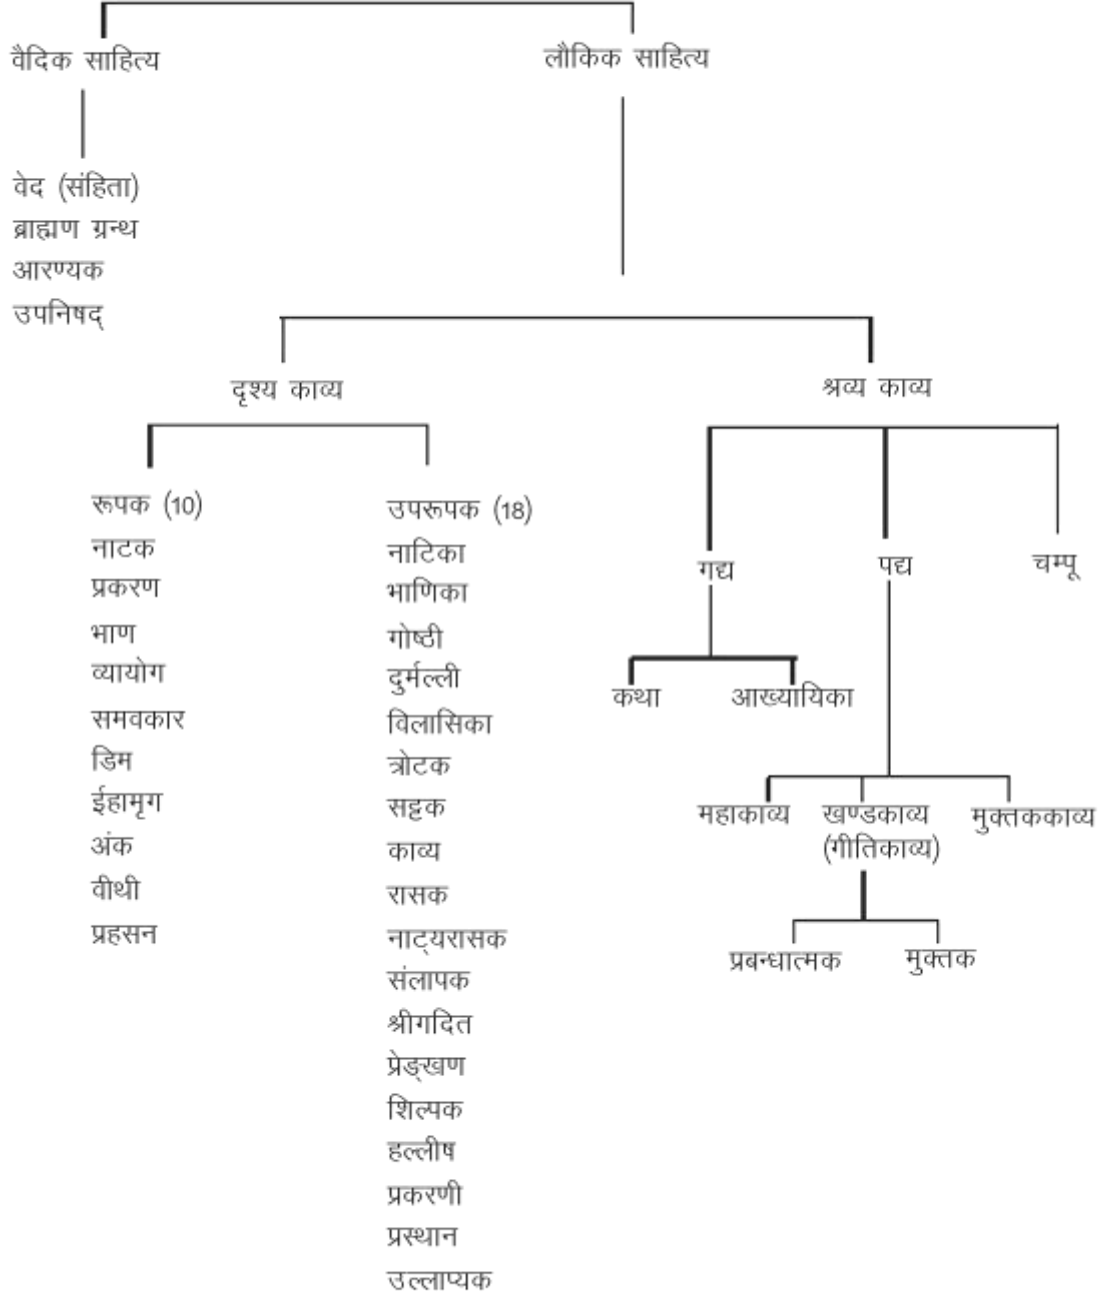 वैदिक साहित्य
लौकिक साहित्य
वेद (संहिता)
ब्राह्मण ग्रन्थ
आरण्यक
उपनिषद्
दृश्य काव्य
श्रव्य काव्य
रूपक (10)
नाटक
प्रकरण
भाण
व्यायोग
समवकार
डिम
ईहामृग
अंक
वीथी
प्रहसन
उपरूपक (18)
नाटिका
भाणिका
गोष्ठी
दुर्मल्ली
विलासिका
त्रोटक
सट्टक
काव्य
रासक
नाट्यरासक
संलापक
श्रीगदित
प्रेङ्खण
शिल्पक
हल्लीष
प्रकरणी
प्रस्थान
उल्लाप्यक
गद्य
पद्य
चम्पू
कथा
आख्यायिका
महाकाव्य
खण्डकाव्य
(गीतिकाव्य)
मुक्तककाव्य
प्रबन्धात्मक
मुक्तक